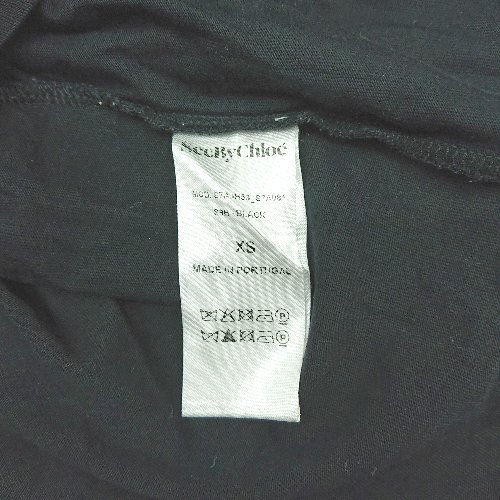 SeeByChloé
BLACK
XS
MADE IN PORTUGAL